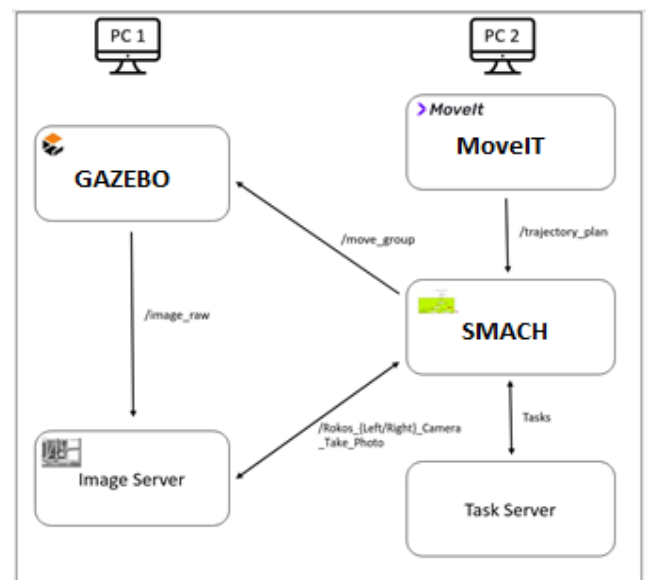 PC 1
PC 2
MoveIt
MoveIT
GAZEBO
/move_group
/trajectory_plan
/image_raw
SMACH
/Rokos_{Left/Right}_Camera
_Take_Photo
Tasks
Image Server
Task Server